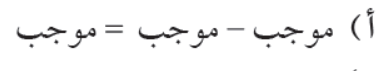 أ) موجب – موجب = موجب